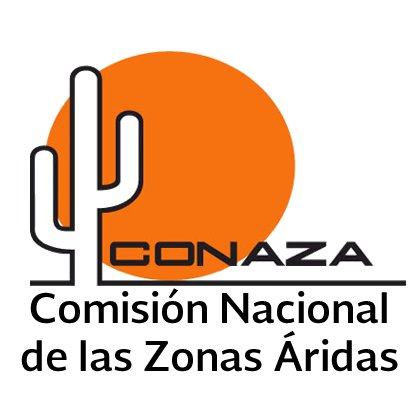 CONAZA
Comisión Nacional
de las Zonas Áridas